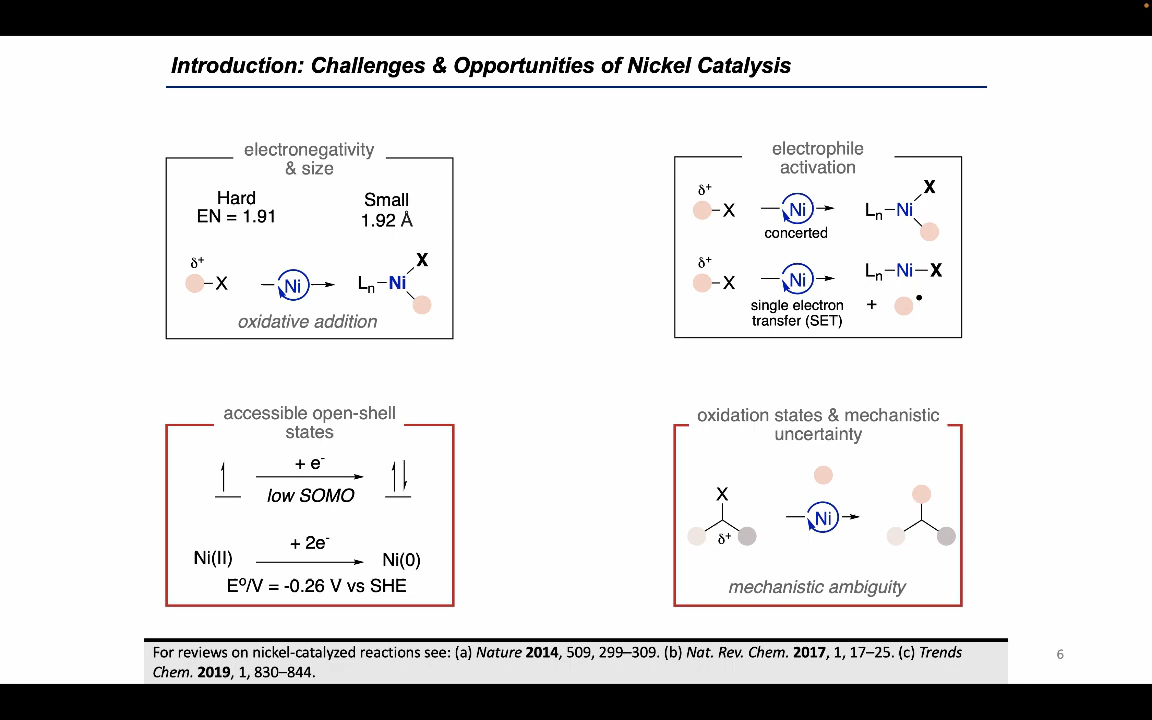 Introduction: Challenges & Opportunities of Nickel Catalysis
electronegativity
& size
Hard
EN = 1.91
Small
1.92 Å
δ+
X
Ni
Ln–Ni
X
oxidative addition
electrophile
activation
δ+
X
Ni
concerted
Ln–Ni
X
δ+
X
Ni
single electron
transfer (SET)
Ln–Ni–X
+
•
accessible open-shell
states
+ e-
low SOMO
Ni(II)
+ 2e-
Ni(0)
Eº/V = -0.26 V vs SHE
oxidation states & mechanistic
uncertainty
X
δ+
Ni
mechanistic ambiguity
For reviews on nickel-catalyzed reactions see: (a) Nature 2014, 509, 299–309. (b) Nat. Rev. Chem. 2017, 1, 17–25. (c) Trends
Chem. 2019, 1, 830–844.
6